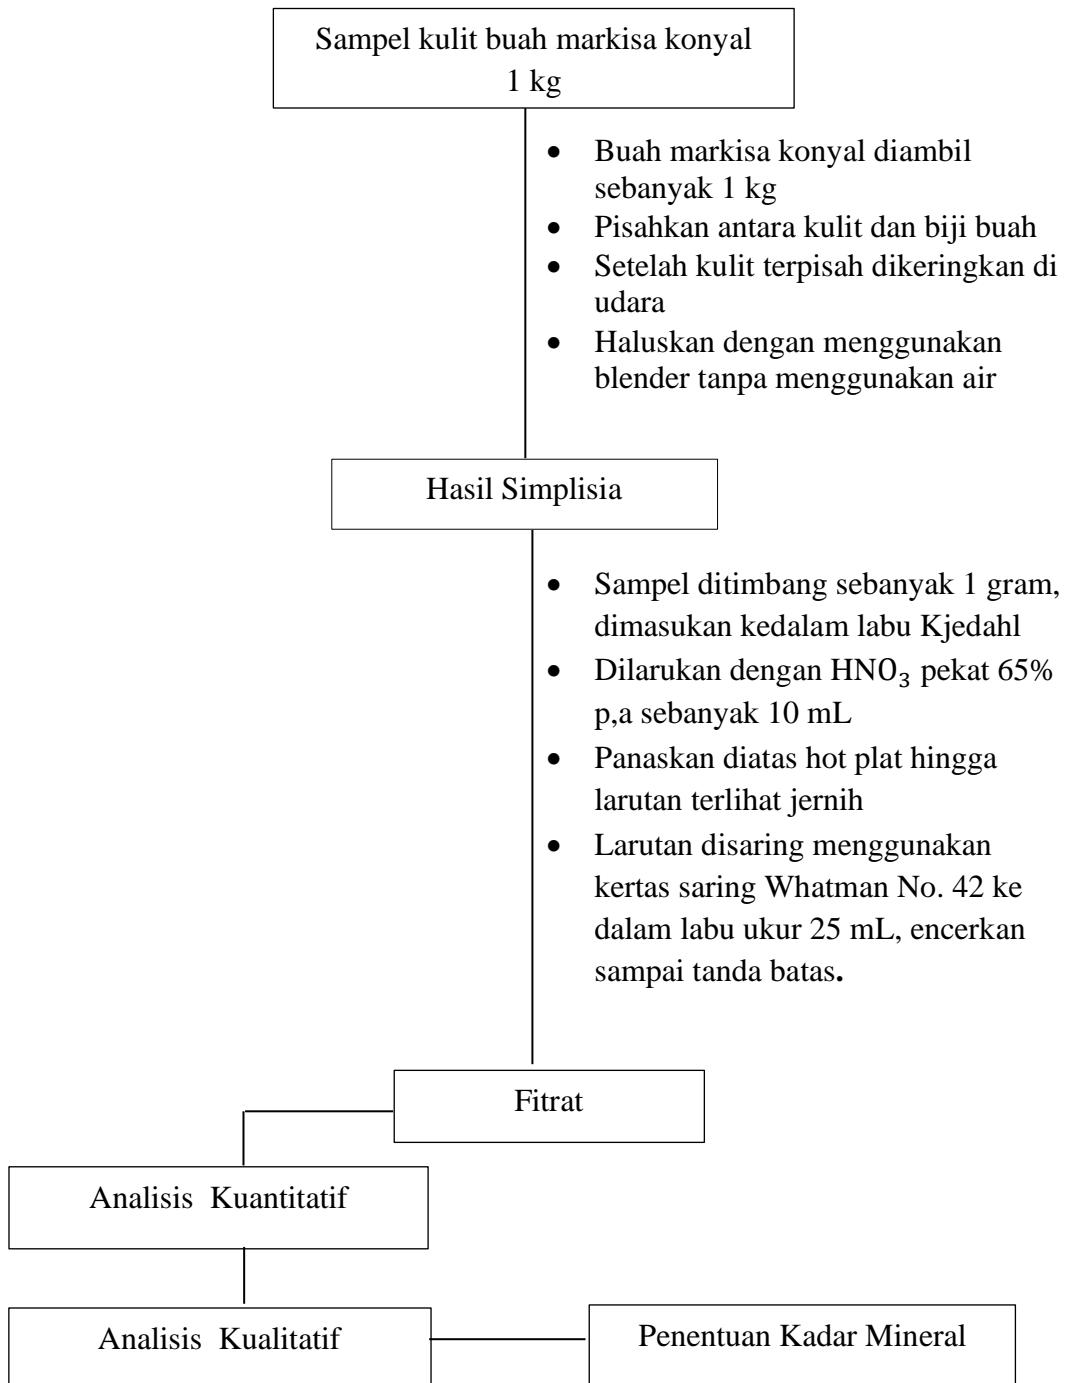 Sampel kulit buah markisa konyal
1 kg
• Buah markisa konyal diambil
sebanyak 1 kg
• Pisahkan antara kulit dan biji buah
• Setelah kulit terpisah dikeringkan di
udara
• Haluskan dengan menggunakan
blender tanpa menggunakan air
Hasil Simplisia
• Sampel ditimbang sebanyak 1 gram,
dimasukan kedalam labu Kjedahl
• Dilarukan dengan HNO₃ pekat 65%
p,a sebanyak 10 mL
• Panaskan diatas hot plat hingga
larutan terlihat jernih
• Larutan disaring menggunakan
kertas saring Whatman No. 42 ke
dalam labu ukur 25 mL, encerkan
sampai tanda batas.
Fitrat
Analisis Kuantitatif
Analisis Kualitatif
Penentuan Kadar Mineral